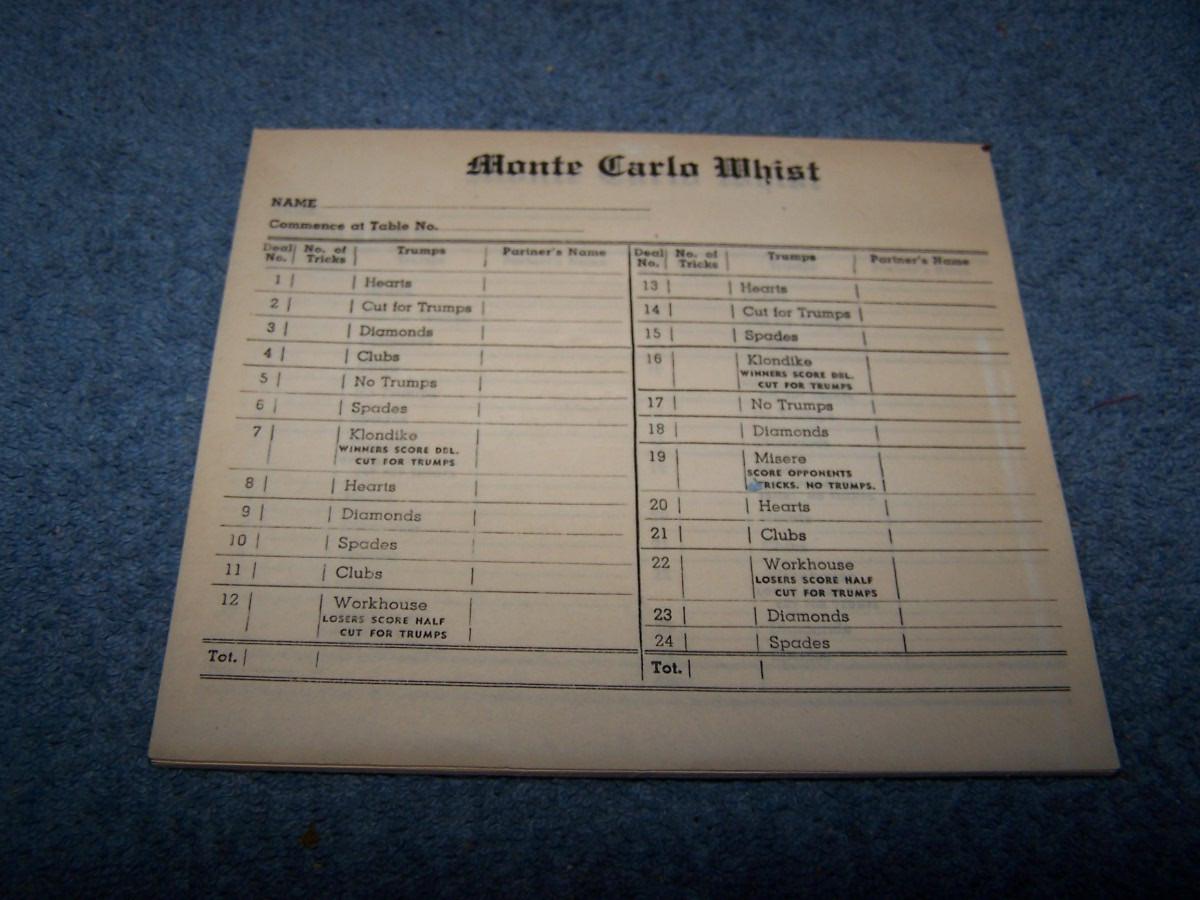 Monte Carlo Whist
NAME
Commence at Table No.
Deal No. No. of Tricks Trumps Partner's Name
1 Hearts
2 Cut for Trumps
3 Diamonds
4 Clubs
5 No Trumps
6 Spades
7 Klondike
WINNERS SCORE DBL.
CUT FOR TRUMPS
8 Hearts
9 Diamonds
10 Spades
11 Clubs
12 Workhouse
LOSERS SCORE HALF
CUT FOR TRUMPS
Tot.
Deal No. No. of Tricks Trumps Partner's Name
13 Hearts
14 Cut for Trumps
15 Spades
16 Klondike
WINNERS SCORE DBL.
CUT FOR TRUMPS
17 No Trumps
18 Diamonds
19 Misere
SCORE OPPONENTS
TRICKS. NO TRUMPS.
20 Hearts
21 Clubs
22 Workhouse
LOSERS SCORE HALF
CUT FOR TRUMPS
23 Diamonds
24 Spades
Tot.